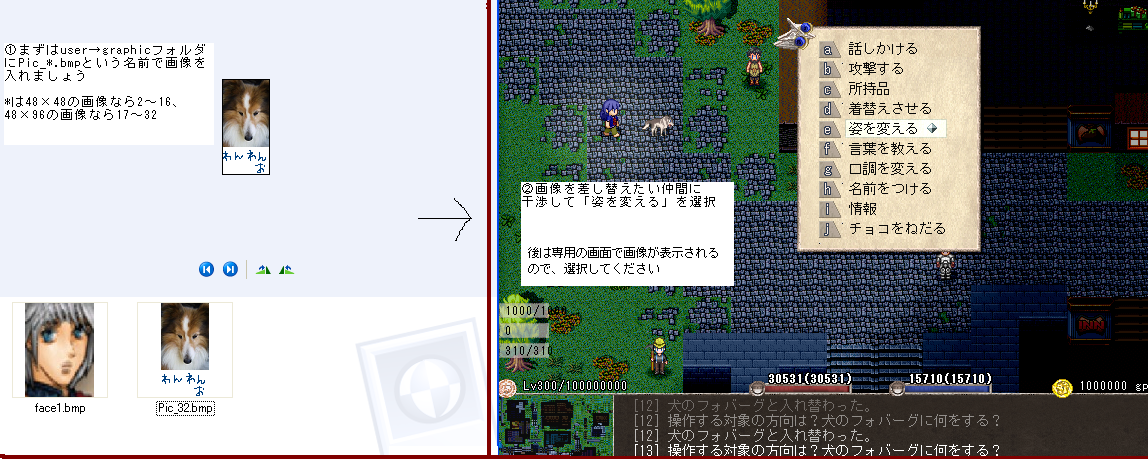 ①まずはuser→graphicフォルダ
にPic_*.bmpという名前で画像を
入れましょう
*は48×48の画像なら2～16、
48×96の画像なら17～32
わんわん
お
face1.bmp
わんわん
お
Pic_32.bmp
a 話しかける
b 攻撃する
c 所持品
d 着替えさせる
e 姿を変える
f 言葉を教える
g 口調を変える
h 名前をつける
i 情報
j チョコをねだる
②画像を差し替えたい仲間に
干渉して「姿を変える」を選択
後は専用の画面で画像が表示される
ので、選択してください
0
310/310
Lv300/100000000
30531(30531)
15710(15710)
1000000 gp
[12] 犬のフォバーグと入れ替わった。
[12] 操作する対象の方向は？犬のフォバーグに何をする？
[12] 犬のフォバーグと入れ替わった。
[13] 操作する対象の方向は？犬のフォバーグに何をする？